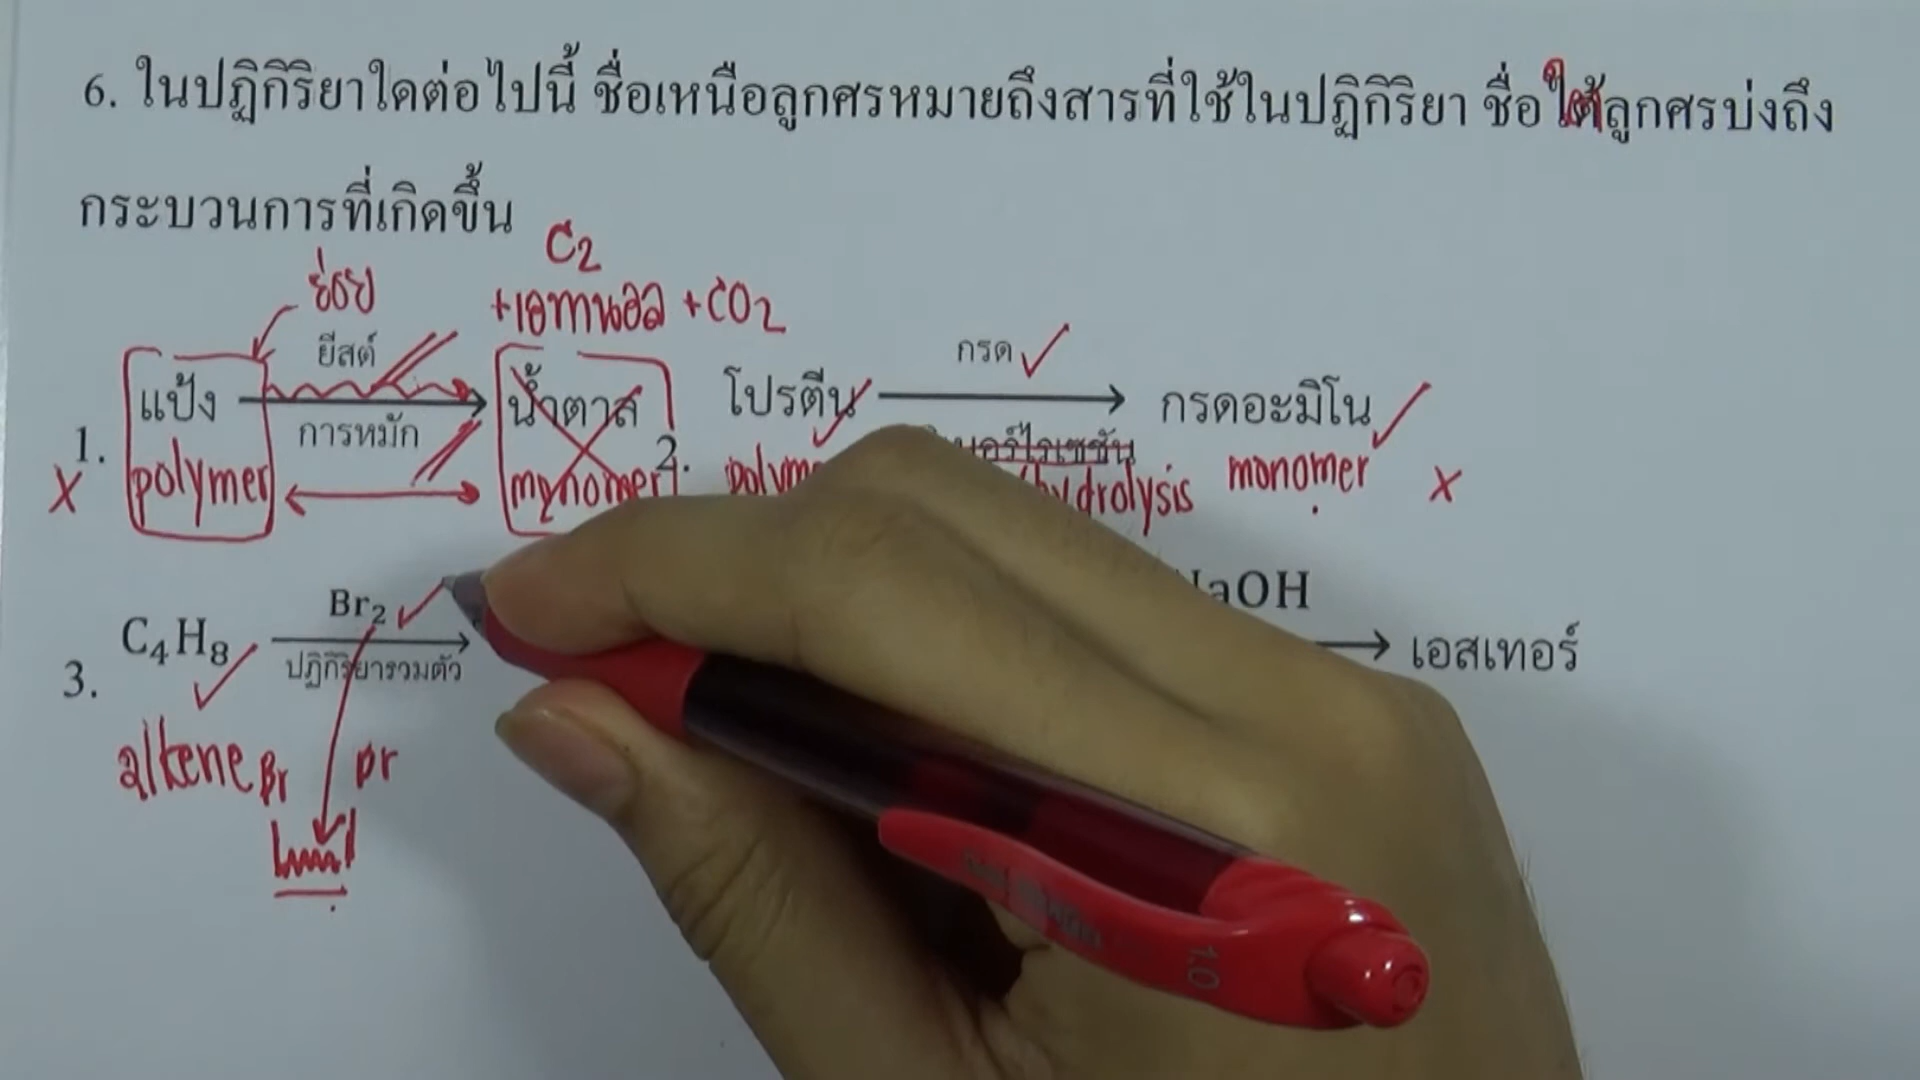 6. ในปฏิกิริยาใดต่อไปนี้ ชื่อเหนือลูกศรหมายถึงสารที่ใช้ในปฏิกิริยา ชื่อใต้ลูกศรบ่งถึง
กระบวนการที่เกิดขึ้น
C2
ย่อย
+เอทานอล +CO2
ยีสต์
กรด
แป้ง
น้ำตาล
โปรตีน
กรดอะมิโน
1.
การหมัก
2.
X
polymer
monomer
hydrolysis
monomer
X
Br2
C4H8
ปฏิกิริยารวมตัว
3.
NaOH
เอสเทอร์
alkene
Br
Br
1.0